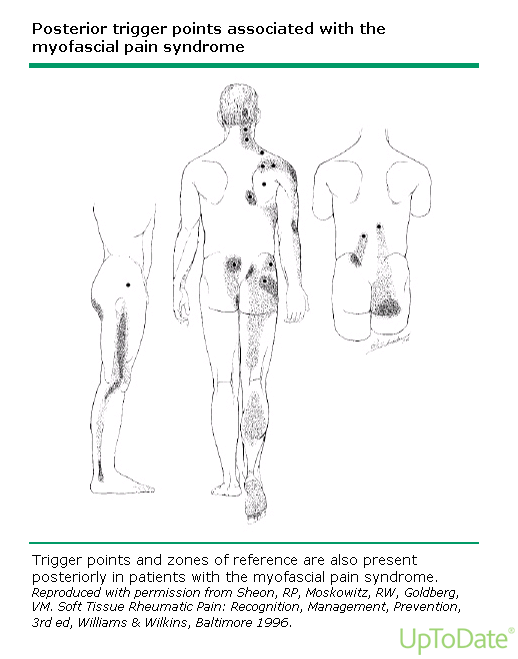 Posterior trigger points associated with the
myofascial pain syndrome
Trigger points and zones of reference are also present
posteriorly in patients with the myofascial pain syndrome.
Reproduced with permission from Sheon, RP, Moskowitz, RW, Goldberg,
VM. Soft Tissue Rheumatic Pain: Recognition, Management, Prevention,
3rd ed, Williams & Wilkins, Baltimore 1996.
UpToDate®